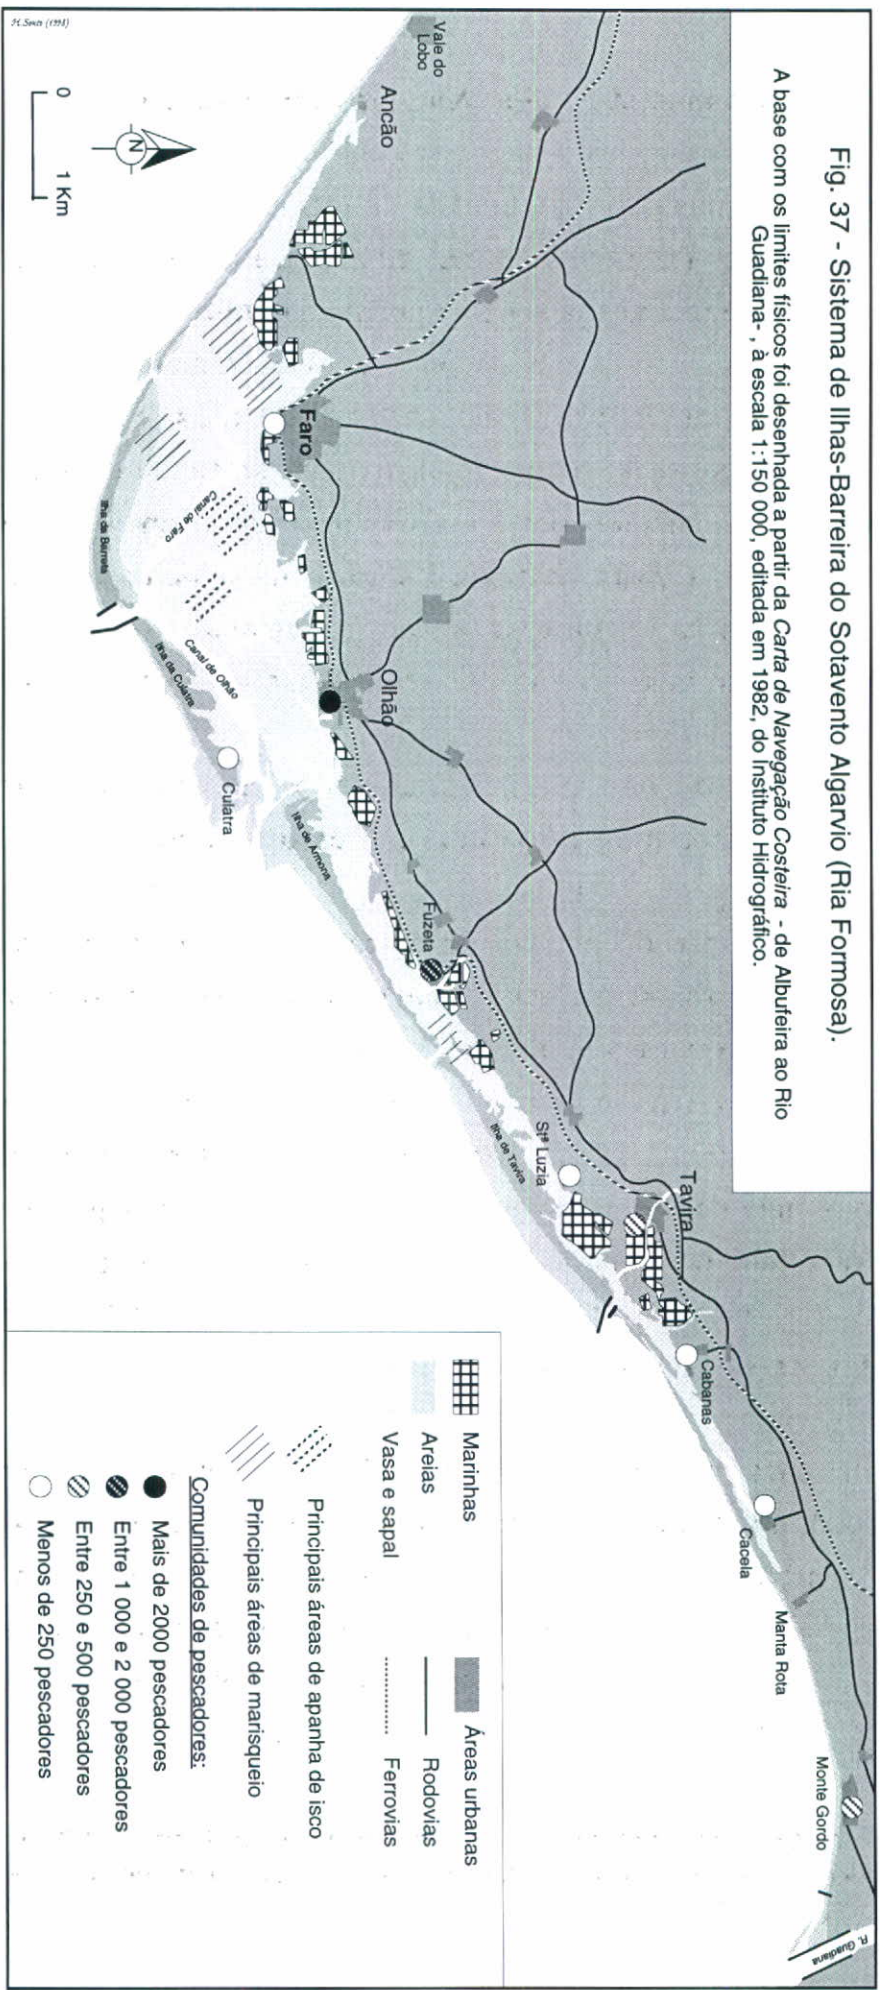 Fig. 37 - Sistema de Ilhas-Barreira do Sotavento Algarvio (Ria Formosa).
A base com os limites físicos foi desenhada a partir da Carta de Navegação Costeira - de Albufeira ao Rio
Guadiana- , à escala 1:150 000, editada em 1982, do Instituto Hidrográfico.
Vale do
Lobo
Ancão
Faro
Olhão
Fuzeta
Stª Luzia
Tavira
Cabanas
Cacela
Manta Rota
Monte Gordo
R. Guadiana
Canal de Faro
Ilha da Barreta
Canal de Olhão
Ilha da Culatra
Culatra
Ilha de Armona
Ilha de Tavira
N
0 1 Km
Marinhas
Areias
Vasa e sapal
Áreas urbanas
Rodovias
Ferrovias
Principais áreas de apanha de isco
Principais áreas de marisqueio
Comunidades de pescadores:
Mais de 2000 pescadores
Entre 1 000 e 2 000 pescadores
Entre 250 e 500 pescadores
Menos de 250 pescadores